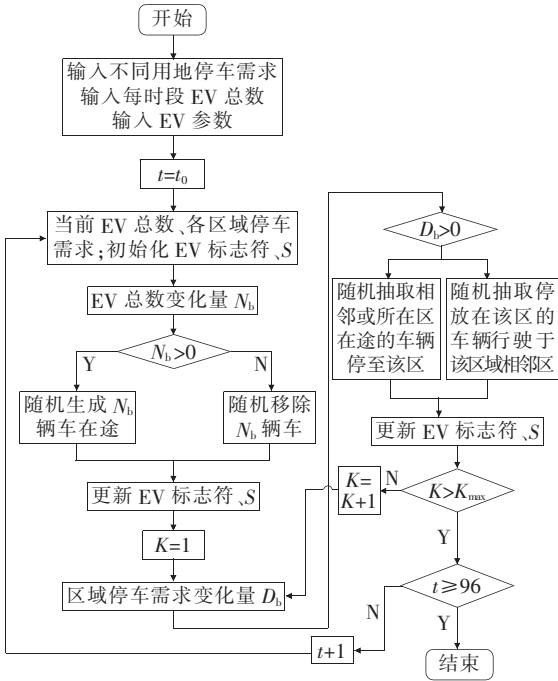 开始
输入不同用地停车需求
输入每时段 EV 总数
输入 EV 参数
t=t₀
当前 EV 总数、各区域停车
需求;初始化 EV 标志符、S
EV 总数变化量 N_b
N_b>0
Y
N
随机生成 N_b
辆车在途
随机移除
N_b 辆车
更新 EV 标志符、S
K=1
区域停车需求变化量 D_b
D_b>0
随机抽取相
邻或所在区
在途的车辆
停至该区
随机抽取停
放在该区的
车辆行驶于
该区域相邻区
更新 EV 标志符、S
K>K_max
N
K=
K+1
Y
t≥96
N
t+1
Y
结束